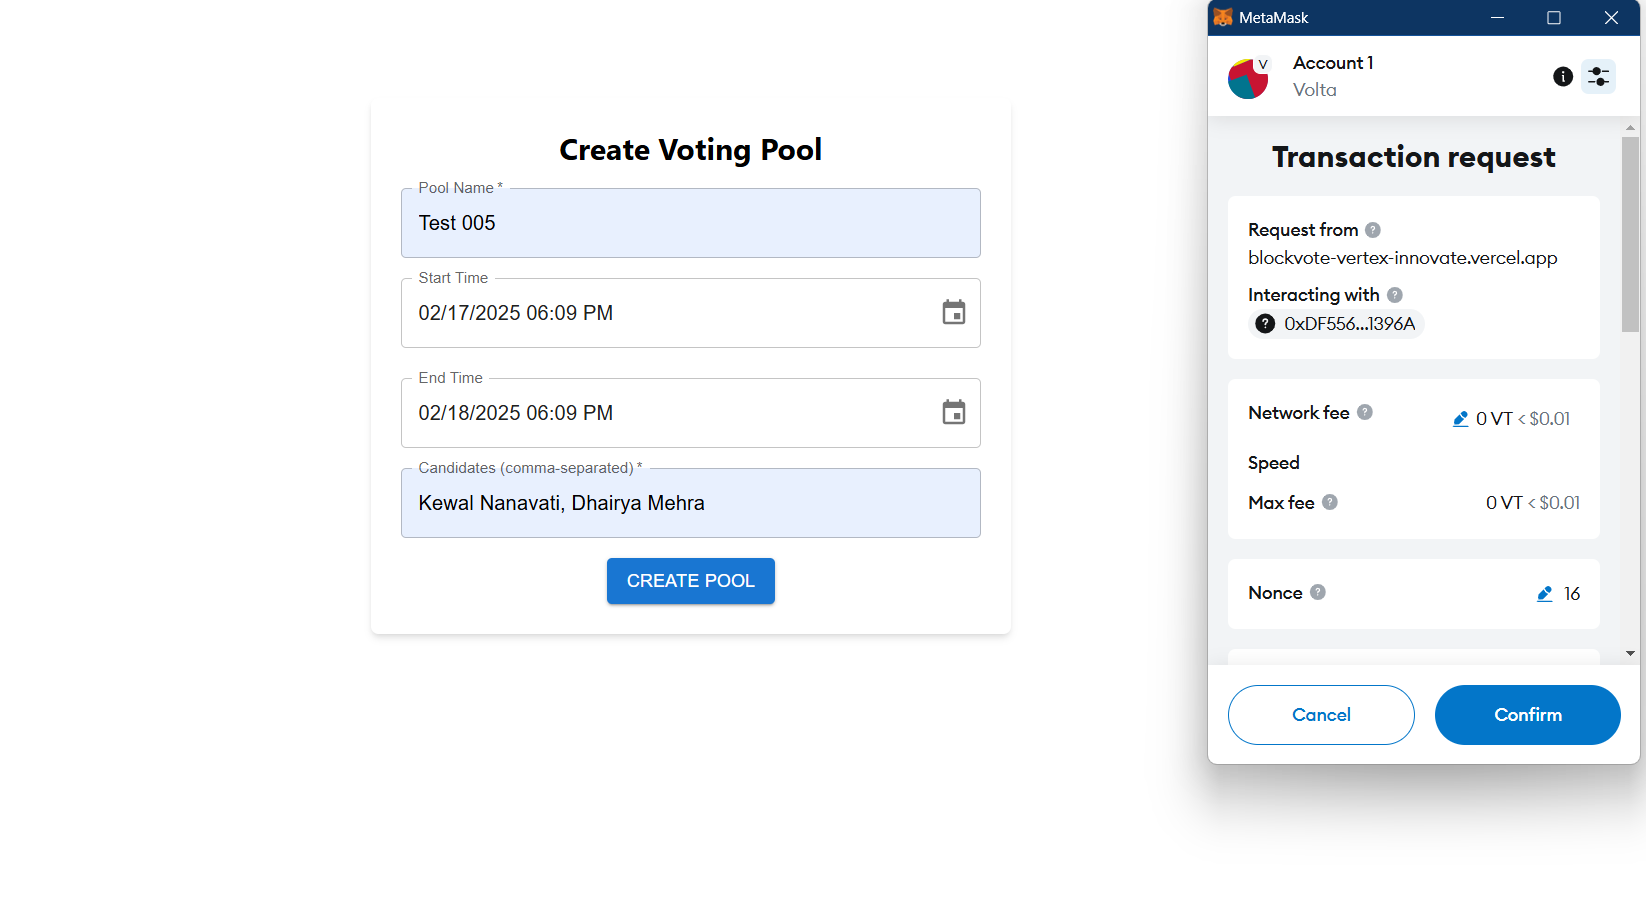 Create Voting Pool
Pool Name *
Test 005
Start Time
02/17/2025 06:09 PM
End Time
02/18/2025 06:09 PM
Candidates (comma-separated) *
Kewal Nanavati, Dhairya Mehra
CREATE POOL
MetaMask
V
Account 1
Volta
Transaction request
Request from
blockvote-vertex-innovate.vercel.app
Interacting with
0xDF556...1396A
Network fee 0 VT < $0.01
Speed
Max fee 0 VT < $0.01
Nonce 16
Cancel Confirm